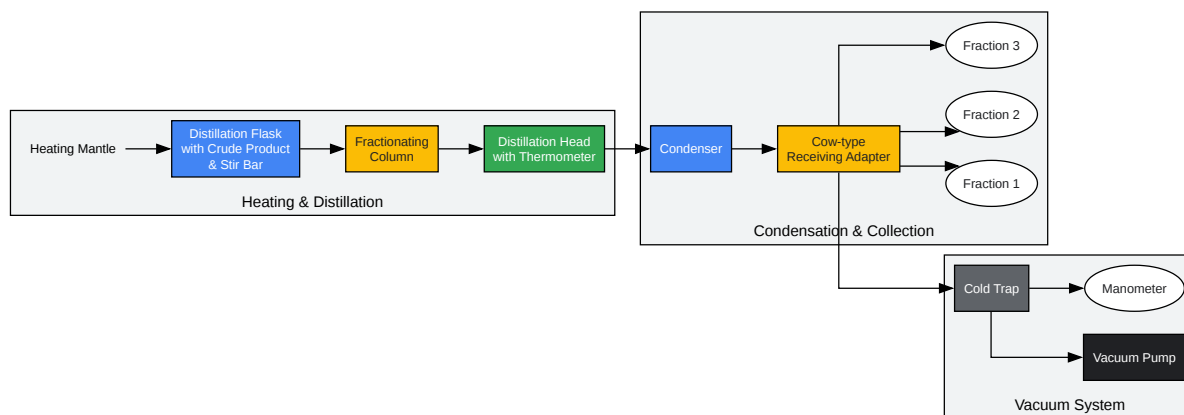 Heating Mantle
Distillation Flask
with Crude Product
& Stir Bar
Fractionating
Column
Distillation Head
with Thermometer
Heating & Distillation
Condenser
Cow-type
Receiving Adapter
Fraction 3
Fraction 2
Fraction 1
Condensation & Collection
Cold Trap
Manometer
Vacuum Pump
Vacuum System